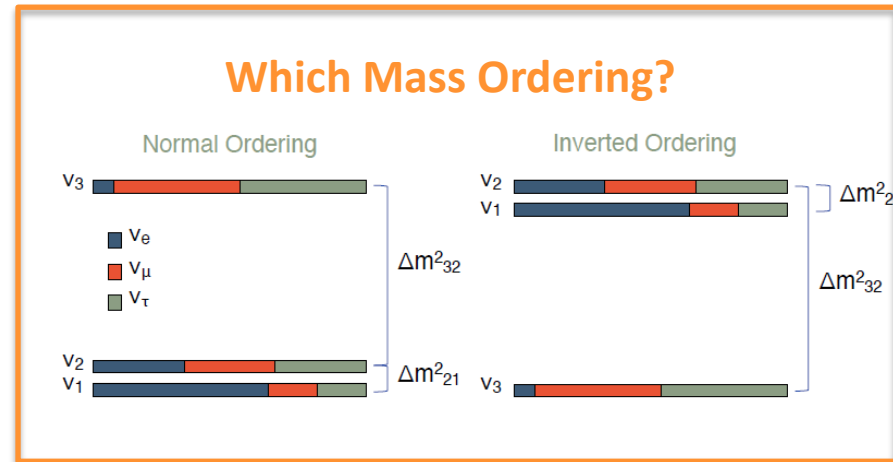 Which Mass Ordering?
Normal Ordering
ν3
νe
νμ
ντ
Δm²32
ν2
ν1
Δm²21
Inverted Ordering
ν2
ν1
Δm²2
Δm²32
ν3